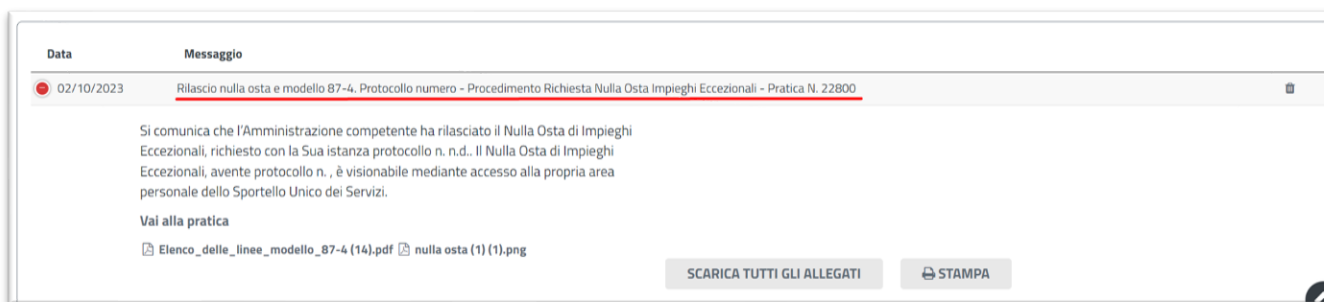 Data Messaggio
02/10/2023 Rilascio nulla osta e modello 87-4. Protocollo numero - Procedimento Richiesta Nulla Osta Impieghi Eccezionali - Pratica N. 22800
Si comunica che l'Amministrazione competente ha rilasciato il Nulla Osta di Impieghi
Eccezionali, richiesto con la Sua istanza protocollo n. n.d.. Il Nulla Osta di Impieghi
Eccezionali, avente protocollo n. , è visionabile mediante accesso alla propria area
personale dello Sportello Unico dei Servizi.
Vai alla pratica
Elenco_delle_linee_modello_87-4 (14).pdf nulla osta (1) (1).png
SCARICA TUTTI GLI ALLEGATI STAMPA